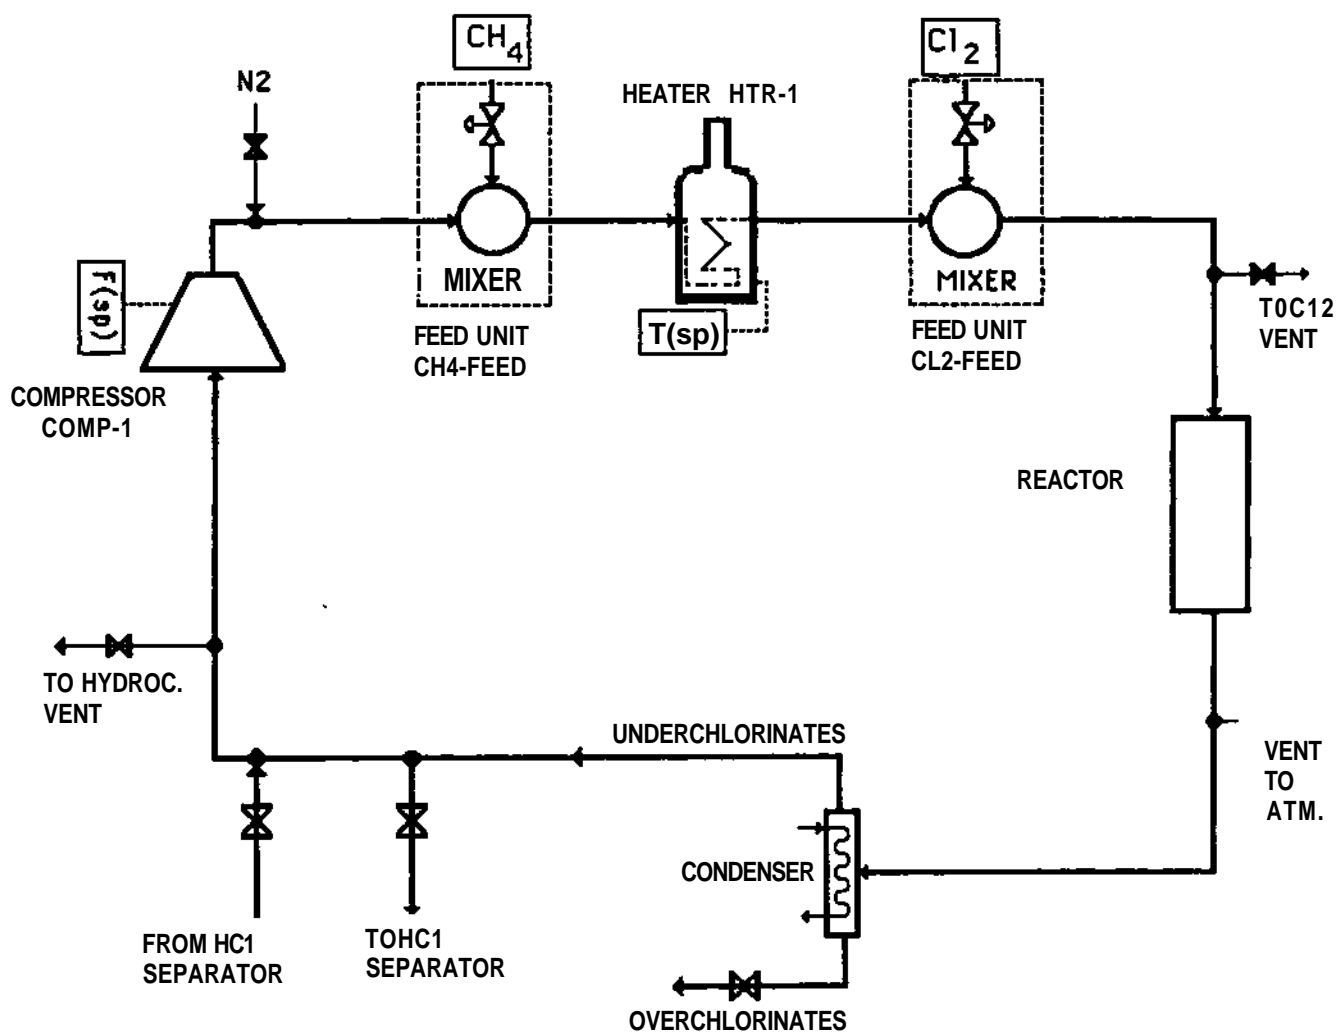 CH4
Cl2
N2
HEATER HTR-1
F(sp)
MIXER
MIXER
T(sp)
FEED UNIT
CH4-FEED
FEED UNIT
CL2-FEED
T0C12
VENT
COMPRESSOR
COMP-1
REACTOR
TO HYDROC.
VENT
UNDERCHLORINATES
VENT
TO
ATM.
CONDENSER
FROM HC1
SEPARATOR
TOHC1
SEPARATOR
OVERCHLORINATES